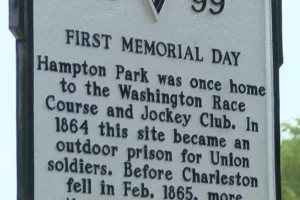 99
FIRST MEMORIAL DAY
Hampton Park was once home
to the Washington Race
Course and Jockey Club. In
1864 this site became an
outdoor prison for Union
soldiers. Before Charleston
fell in Feb. 1865, more